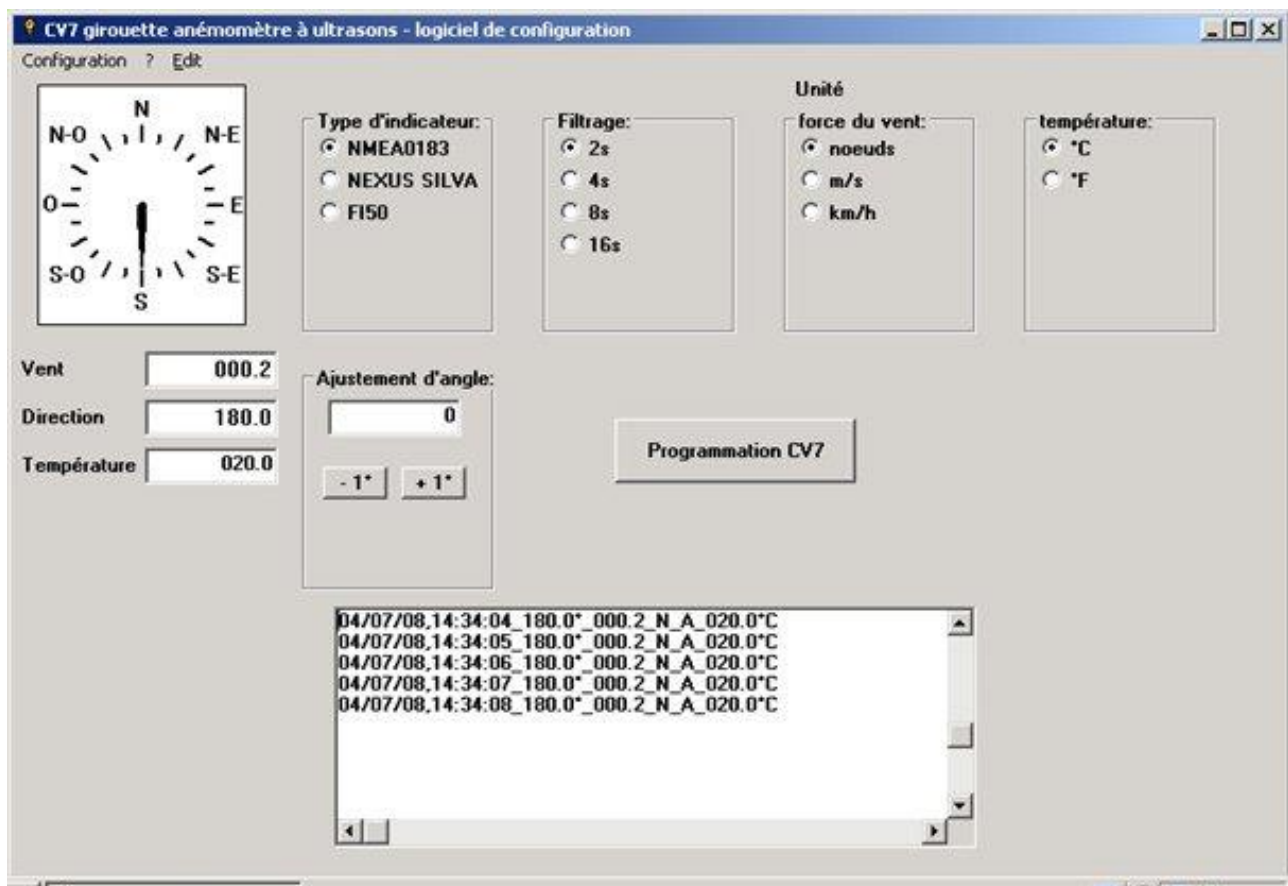 CV7 girouette anémomètre à ultrasons - logiciel de configuration
Configuration ? Edit
N
N-O N-E
O E
S-O S-E
S
Type d'indicateur:
NMEA0183
NEXUS SILVA
FI50
Filtrage:
2s
4s
8s
16s
Unité
force du vent:
noeuds
m/s
km/h
température:
°C
°F
Vent 000.2
Direction 180.0
Température 020.0
Ajustement d'angle:
0
- 1° + 1°
Programmation CV7
04/07/08,14:34:04_180.0°_000.2_N_A_020.0°C
04/07/08,14:34:05_180.0°_000.2_N_A_020.0°C
04/07/08,14:34:06_180.0°_000.2_N_A_020.0°C
04/07/08,14:34:07_180.0°_000.2_N_A_020.0°C
04/07/08,14:34:08_180.0°_000.2_N_A_020.0°C